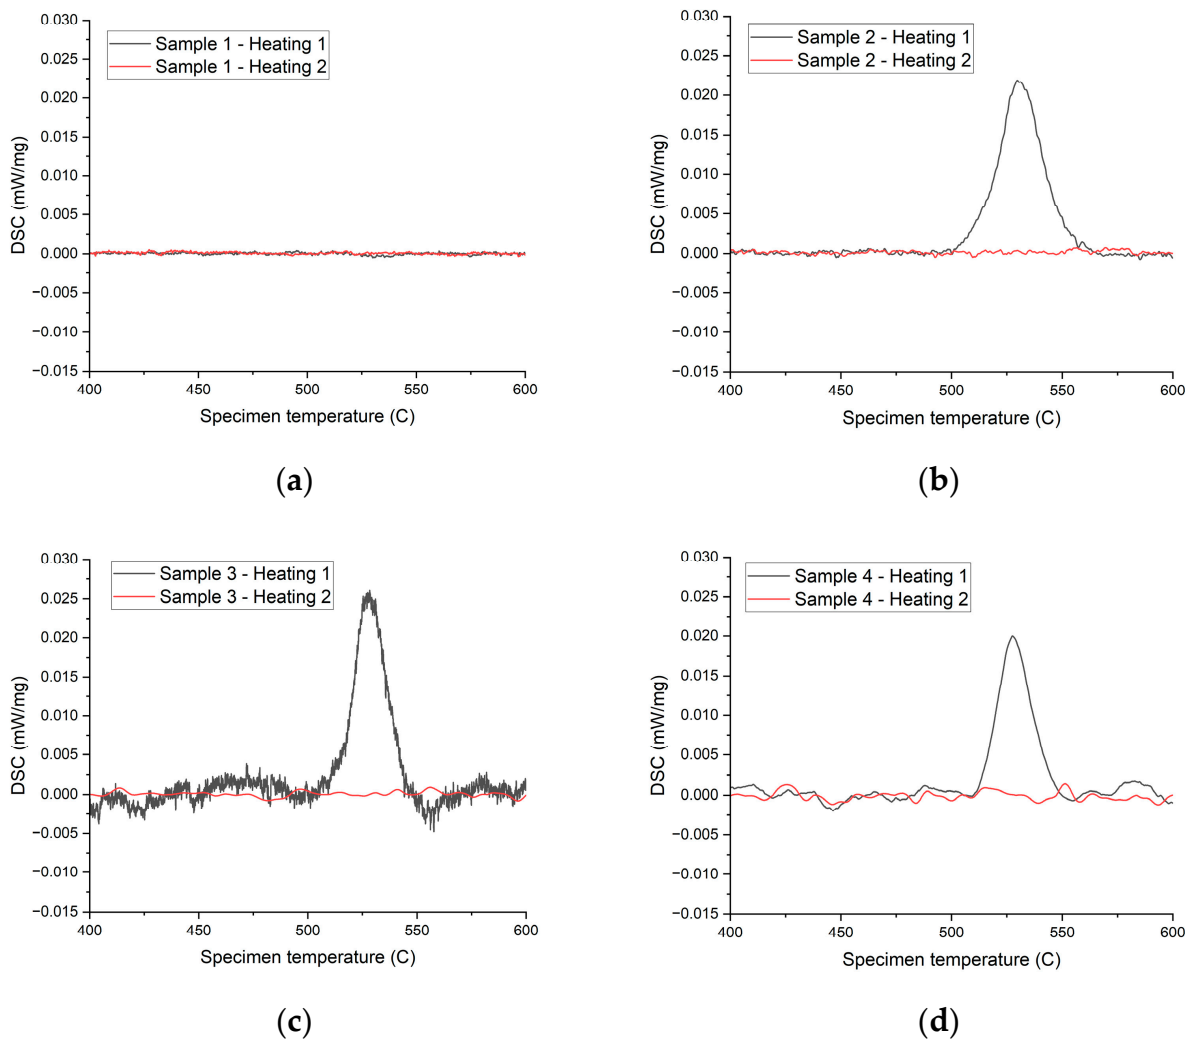 0.030
0.025
0.020
0.015
0.010
0.005
0.000
−0.005
−0.010
−0.015
DSC (mW/mg)
Sample 1 - Heating 1
Sample 1 - Heating 2
400 450 500 550 600
Specimen temperature (C)
(a)
0.030
0.025
0.020
0.015
0.010
0.005
0.000
−0.005
−0.010
−0.015
DSC (mW/mg)
Sample 2 - Heating 1
Sample 2 - Heating 2
400 450 500 550 600
Specimen temperature (C)
(b)
0.030
0.025
0.020
0.015
0.010
0.005
0.000
−0.005
−0.010
−0.015
DSC (mW/mg)
Sample 3 - Heating 1
Sample 3 - Heating 2
400 450 500 550 600
Specimen temperature (C)
(c)
0.030
0.025
0.020
0.015
0.010
0.005
0.000
−0.005
−0.010
−0.015
DSC (mW/mg)
Sample 4 - Heating 1
Sample 4 - Heating 2
400 450 500 550 600
Specimen temperature (C)
(d)